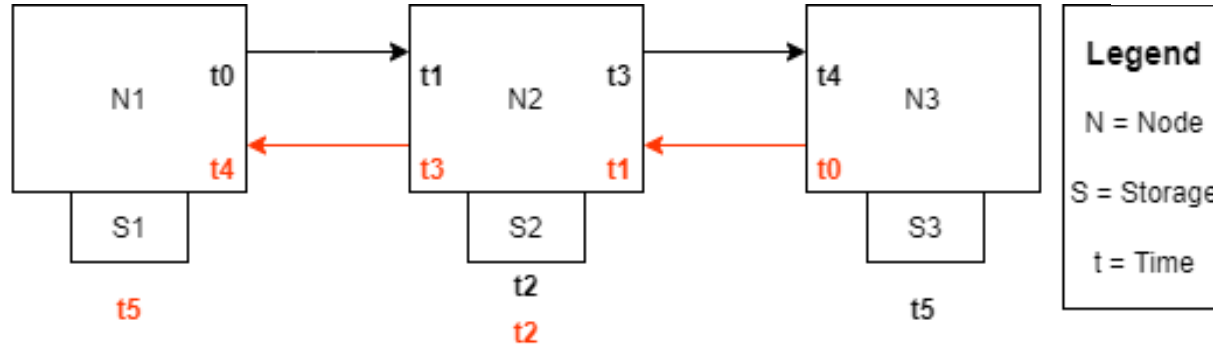 t0
t1
t3
t4
N1
N2
N3
t4
t3
t1
t0
S1
S2
S3
t5
t2
t2
t5
Legend
N = Node
S = Storage
t = Time